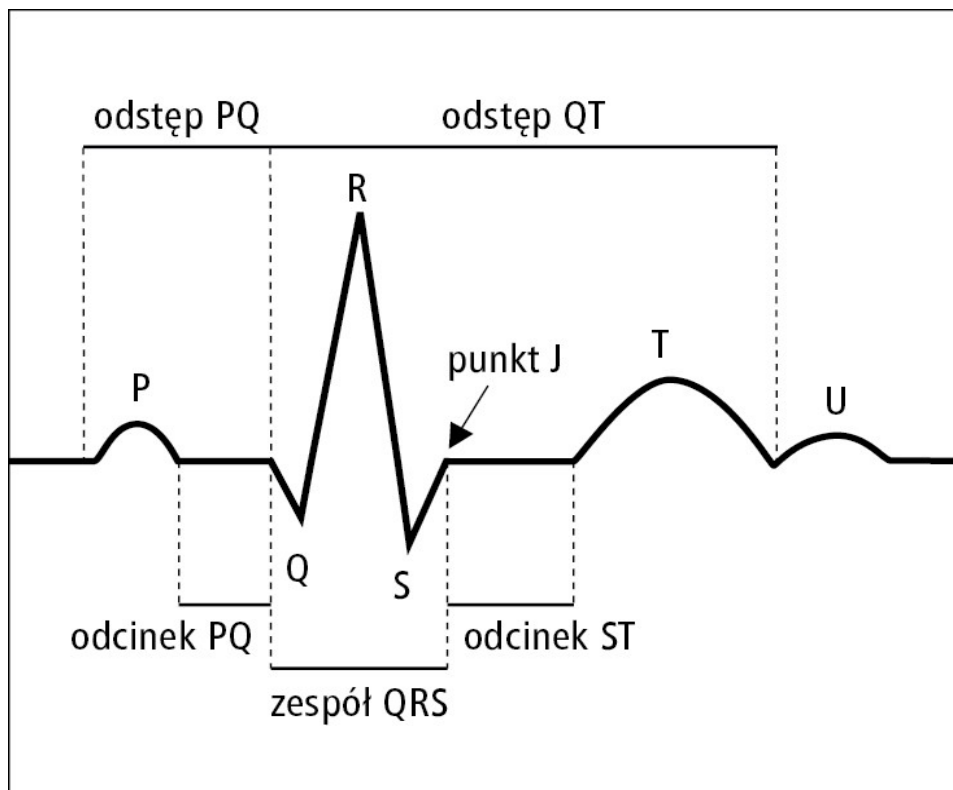 odstęp PQ
odstęp QT
R
P
punkt J
T
U
Q
S
odcinek PQ
odcinek ST
zespół QRS